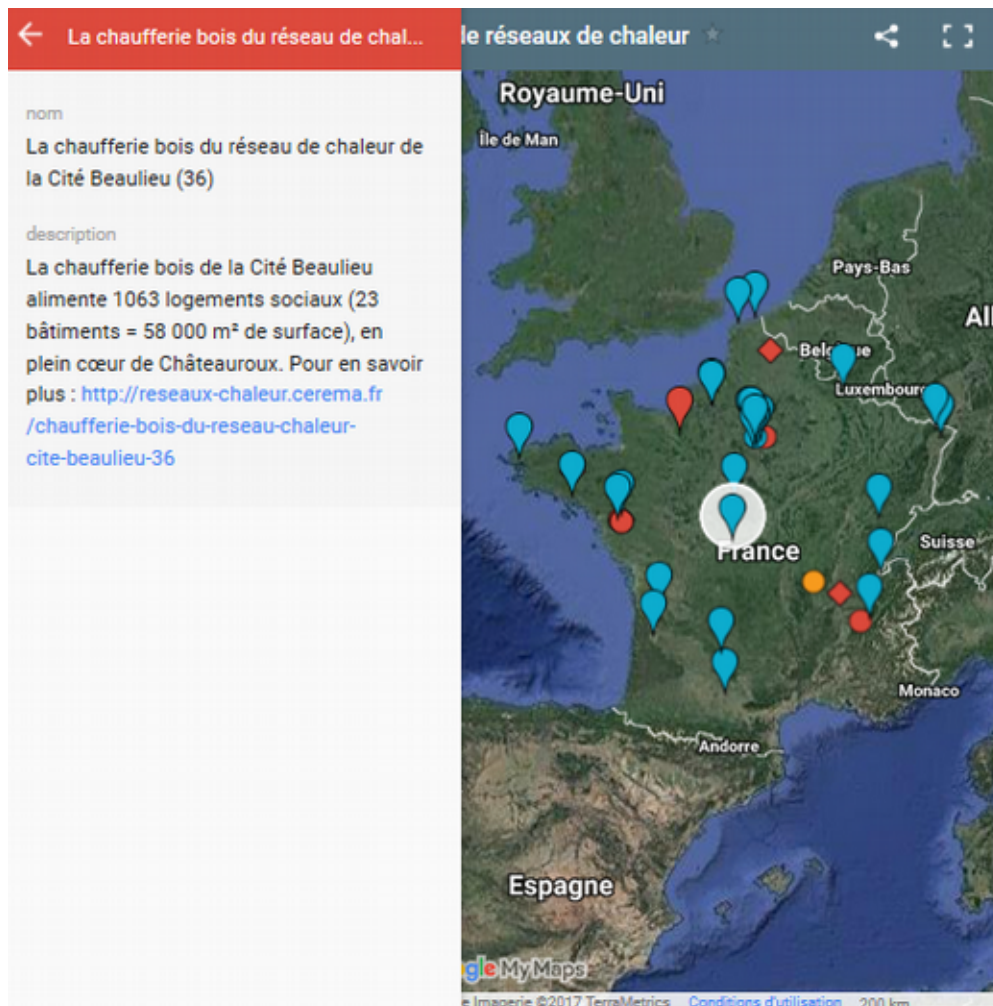 La chaufferie bois du réseau de chal...
le réseaux de chaleur
nom
La chaufferie bois du réseau de chaleur de
la Cité Beaulieu (36)
description
La chaufferie bois de la Cité Beaulieu
alimente 1063 logements sociaux (23
bâtiments = 58 000 m² de surface), en
plein cœur de Châteauroux. Pour en savoir
plus : http://reseaux-chaleur.cerema.fr
/chaufferie-bois-du-reseau-chaleur-
cite-beaulieu-36
Royaume-Uni
Île de Man
Pays-Bas
All
Belgique
Luxembourg
Suisse
France
Monaco
Andorre
Espagne
gle My Maps
e Imagerie ©2017 TerraMetrics
Conditions d'utilisation
200 km